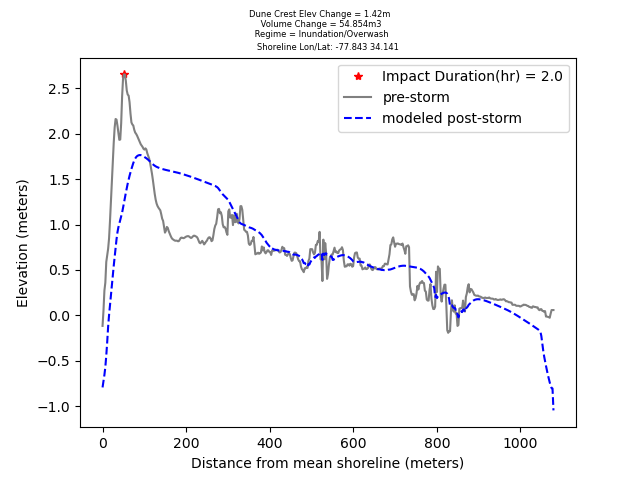 Dune Crest Elev Change = 1.42m
Volume Change = 54.854m3
Regime = Inundation/Overwash
Shoreline Lon/Lat: -77.843 34.141
Impact Duration(hr) = 2.0
pre-storm
modeled post-storm
Elevation (meters)
2.5
2.0
1.5
1.0
0.5
0.0
−0.5
−1.0
0 200 400 600 800 1000
Distance from mean shoreline (meters)